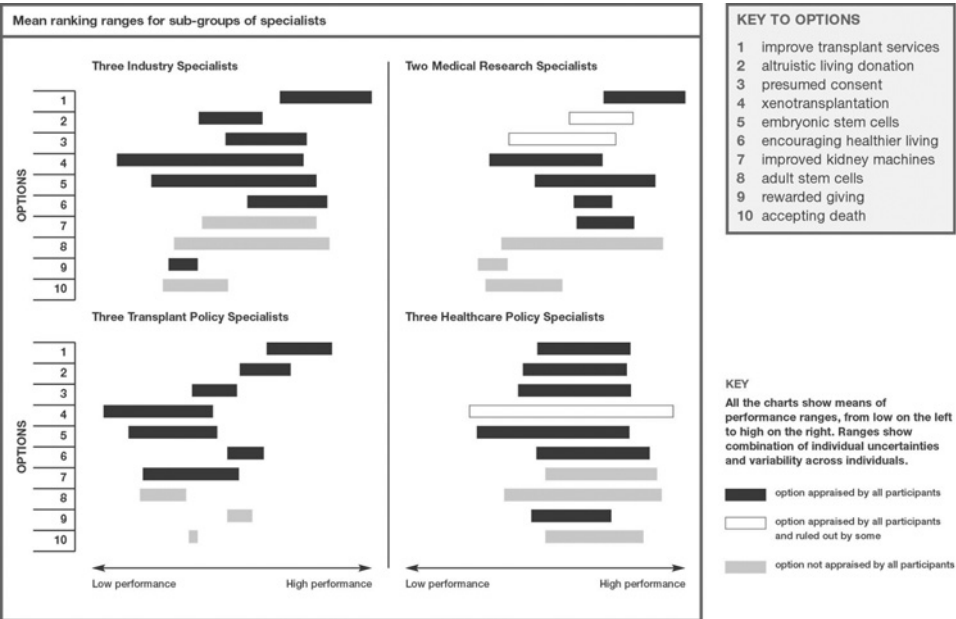 Mean ranking ranges for sub-groups of specialists
Three Industry Specialists
Two Medical Research Specialists
OPTIONS
1
2
3
4
5
6
7
8
9
10
Three Transplant Policy Specialists
Three Healthcare Policy Specialists
OPTIONS
1
2
3
4
5
6
7
8
9
10
Low performance
High performance
Low performance
High performance
KEY TO OPTIONS
1 improve transplant services
2 altruistic living donation
3 presumed consent
4 xenotransplantation
5 embryonic stem cells
6 encouraging healthier living
7 improved kidney machines
8 adult stem cells
9 rewarded giving
10 accepting death
KEY
All the charts show means of
performance ranges, from low on the left
to high on the right. Ranges show
combination of individual uncertainties
and variability across individuals.
option appraised by all participants
option appraised by all participants
and ruled out by some
option not appraised by all participants